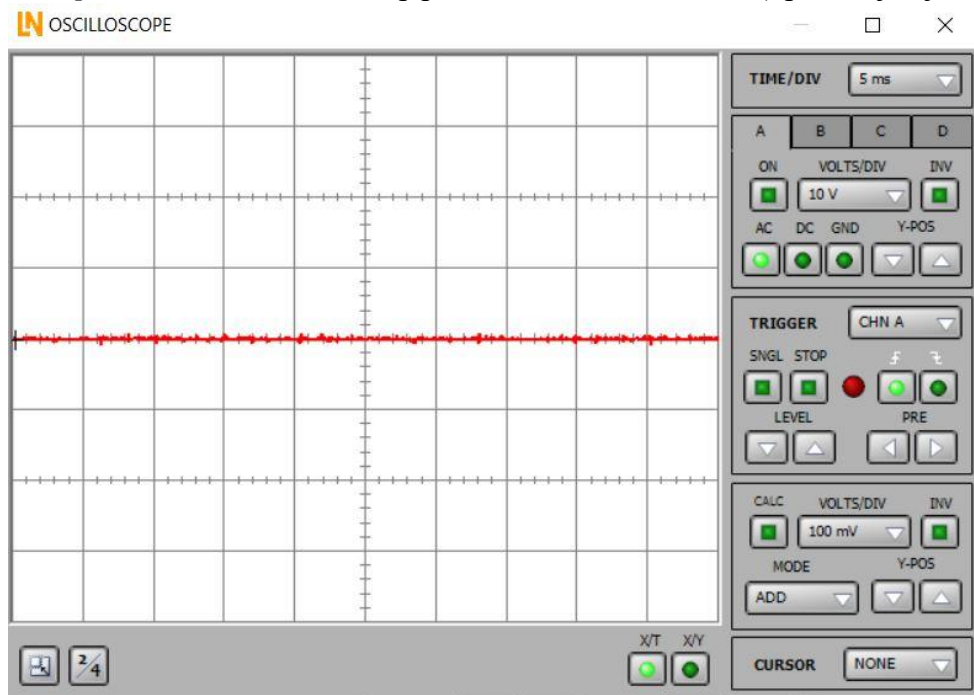 LN OSCILLOSCOPE
TIME/DIV 5 ms
A B C D
ON VOLTS/DIV INV
10 V
AC DC GND Y-POS
TRIGGER CHN A
SNGL STOP
LEVEL PRE
CALC VOLTS/DIV INV
100 mV
MODE Y-POS
ADD
X/T X/Y
2/4
CURSOR NONE